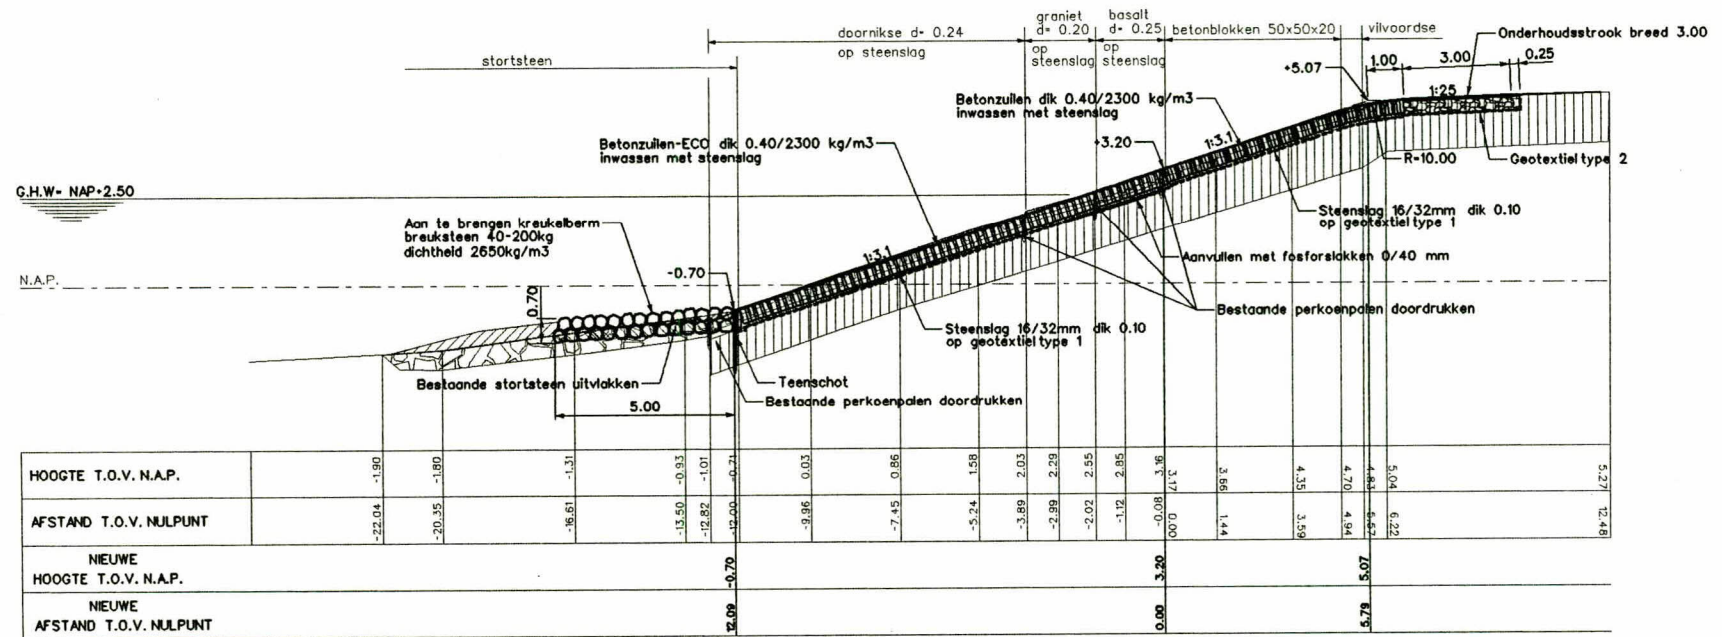 graniet
d= 0.20
basalt
d= 0.25
doornikse d= 0.24
betonblokken 50x50x20
vilvoordse
op steenslag
op
steenslag
op
steenslag
stortsteen
Onderhoudsstrook breed 3.00
+5.07
1.00
3.00
0.25
1:25
Betonzuilen dik 0.40/2300 kg/m3
inwassen met steenslag
Betonzuilen-ECO dik 0.40/2300 kg/m3
inwassen met steenslag
+3.20
1:3.1
R=10.00
Geotextiel type 2
G.H.W= NAP+2.50
Aan te brengen kreukelberm
breuksteen 40-200kg
dichtheid 2650kg/m3
Steenslag 16/32mm dik 0.10
op geotextiel type 1
1:3.1
Aanvullen met fosforslakken 0/40 mm
-0.70
N.A.P.
0.70
Bestaande perkoenpalen doordrukken
Steenslag 16/32mm dik 0.10
op geotextiel type 1
Bestaande stortsteen uitvlakken
Teenschot
5.00
Bestaande perkoenpalen doordrukken
HOOGTE T.O.V. N.A.P.
-1.90 -1.80 -1.31 -0.93 -1.01 -0.71 0.03 0.86 1.58 2.03 2.29 2.55 2.85 3.16 3.17 3.66 4.35 4.70 4.83 5.04 5.27
AFSTAND T.O.V. NULPUNT
-22.04 -20.35 -16.61 -13.50 -12.82 -12.00 -9.96 -7.45 -5.24 -3.89 -2.99 -2.02 -1.12 -0.08 0.00 1.44 3.59 4.94 5.57 6.22 12.48
NIEUWE
HOOGTE T.O.V. N.A.P.
-0.70 3.20 5.07
NIEUWE
AFSTAND T.O.V. NULPUNT
12.09 0.00 5.79